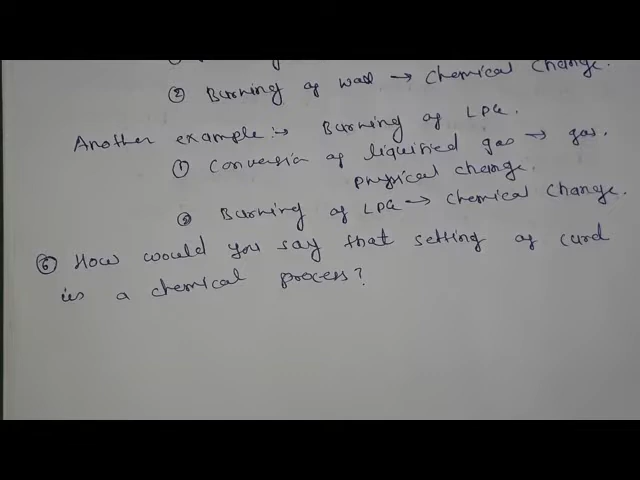 ② Burning of wax → Chemical Change.
Another example:→ Burning of LPG.
① Conversion of liquified gas → gas.
physical change.
② Burning of LPG → Chemical Change.
⑥ How would you say that setting of curd
is a chemical process?